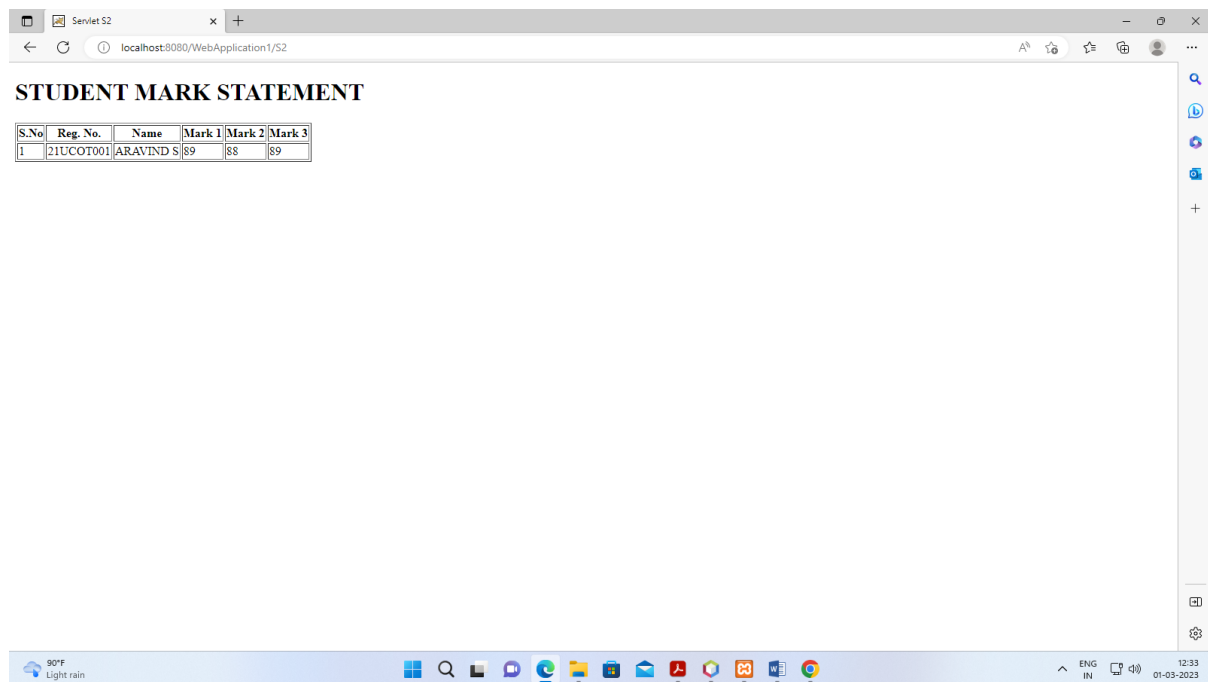 Servlet S2
localhost:8080/WebApplication1/S2
STUDENT MARK STATEMENT
S.No Reg. No. Name Mark 1 Mark 2 Mark 3
1 21UCOT001 ARAVIND S 89 88 89
90°F
Light rain
ENG
IN
12:33
01-03-2023